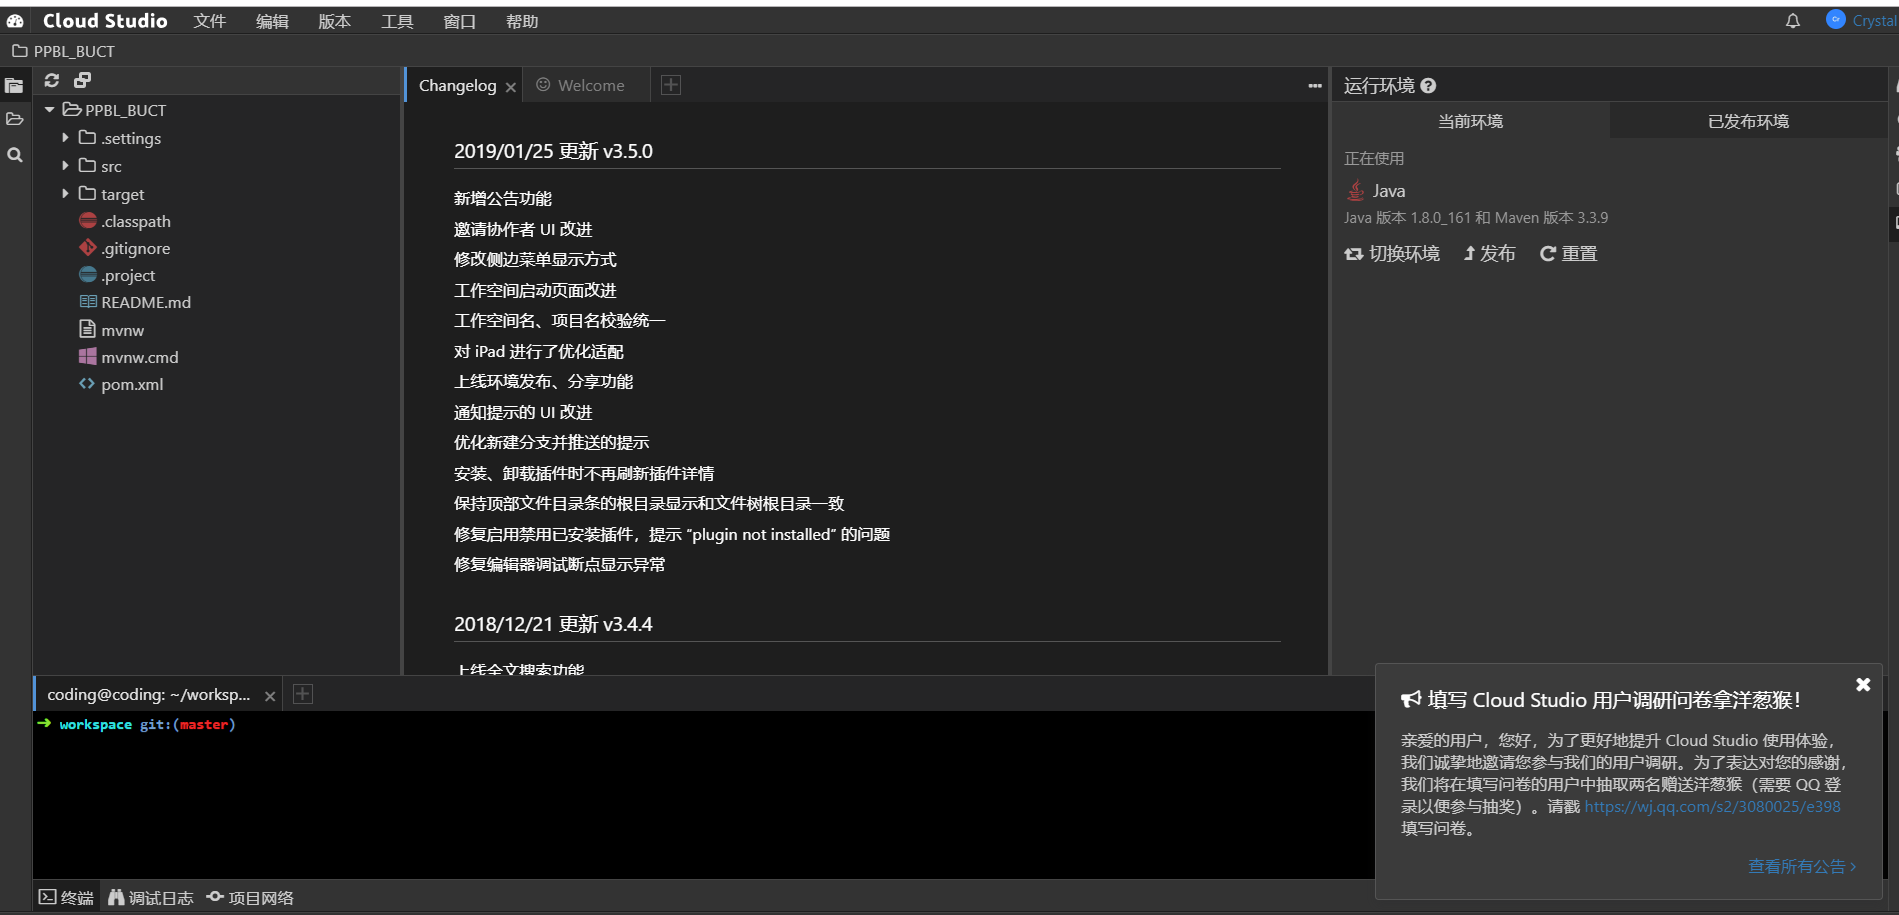 Cloud Studio 文件 编辑 版本 工具 窗口 帮助 Cr Crystal
PPBL_BUCT
PPBL_BUCT
.settings
src
target
.classpath
.gitignore
.project
README.md
mvnw
mvnw.cmd
pom.xml
Changelog Welcome
2019/01/25 更新 v3.5.0
新增公告功能
邀请协作者 UI 改进
修改侧边菜单显示方式
工作空间启动页面改进
工作空间名、项目名校验统一
对 iPad 进行了优化适配
上线环境发布、分享功能
通知提示的 UI 改进
优化新建分支并推送的提示
安装、卸载插件时不再刷新插件详情
保持顶部文件目录条的根目录显示和文件树根目录一致
修复启用禁用已安装插件，提示 “plugin not installed” 的问题
修复编辑器调试断点显示异常
2018/12/21 更新 v3.4.4
上线全文搜索功能
运行环境
当前环境 已发布环境
正在使用
Java
Java 版本 1.8.0_161 和 Maven 版本 3.3.9
切换环境 发布 重置
coding@coding: ~/worksp...
➜ workspace git:(master)
填写 Cloud Studio 用户调研问卷拿洋葱猴！
亲爱的用户，您好，为了更好地提升 Cloud Studio 使用体验，
我们诚挚地邀请您参与我们的用户调研。为了表达对您的感谢，
我们将在填写问卷的用户中抽取两名赠送洋葱猴（需要 QQ 登
录以便参与抽奖）。请戳 https://wj.qq.com/s2/3080025/e398
填写问卷。
查看所有公告 ›
终端 调试日志 项目网络